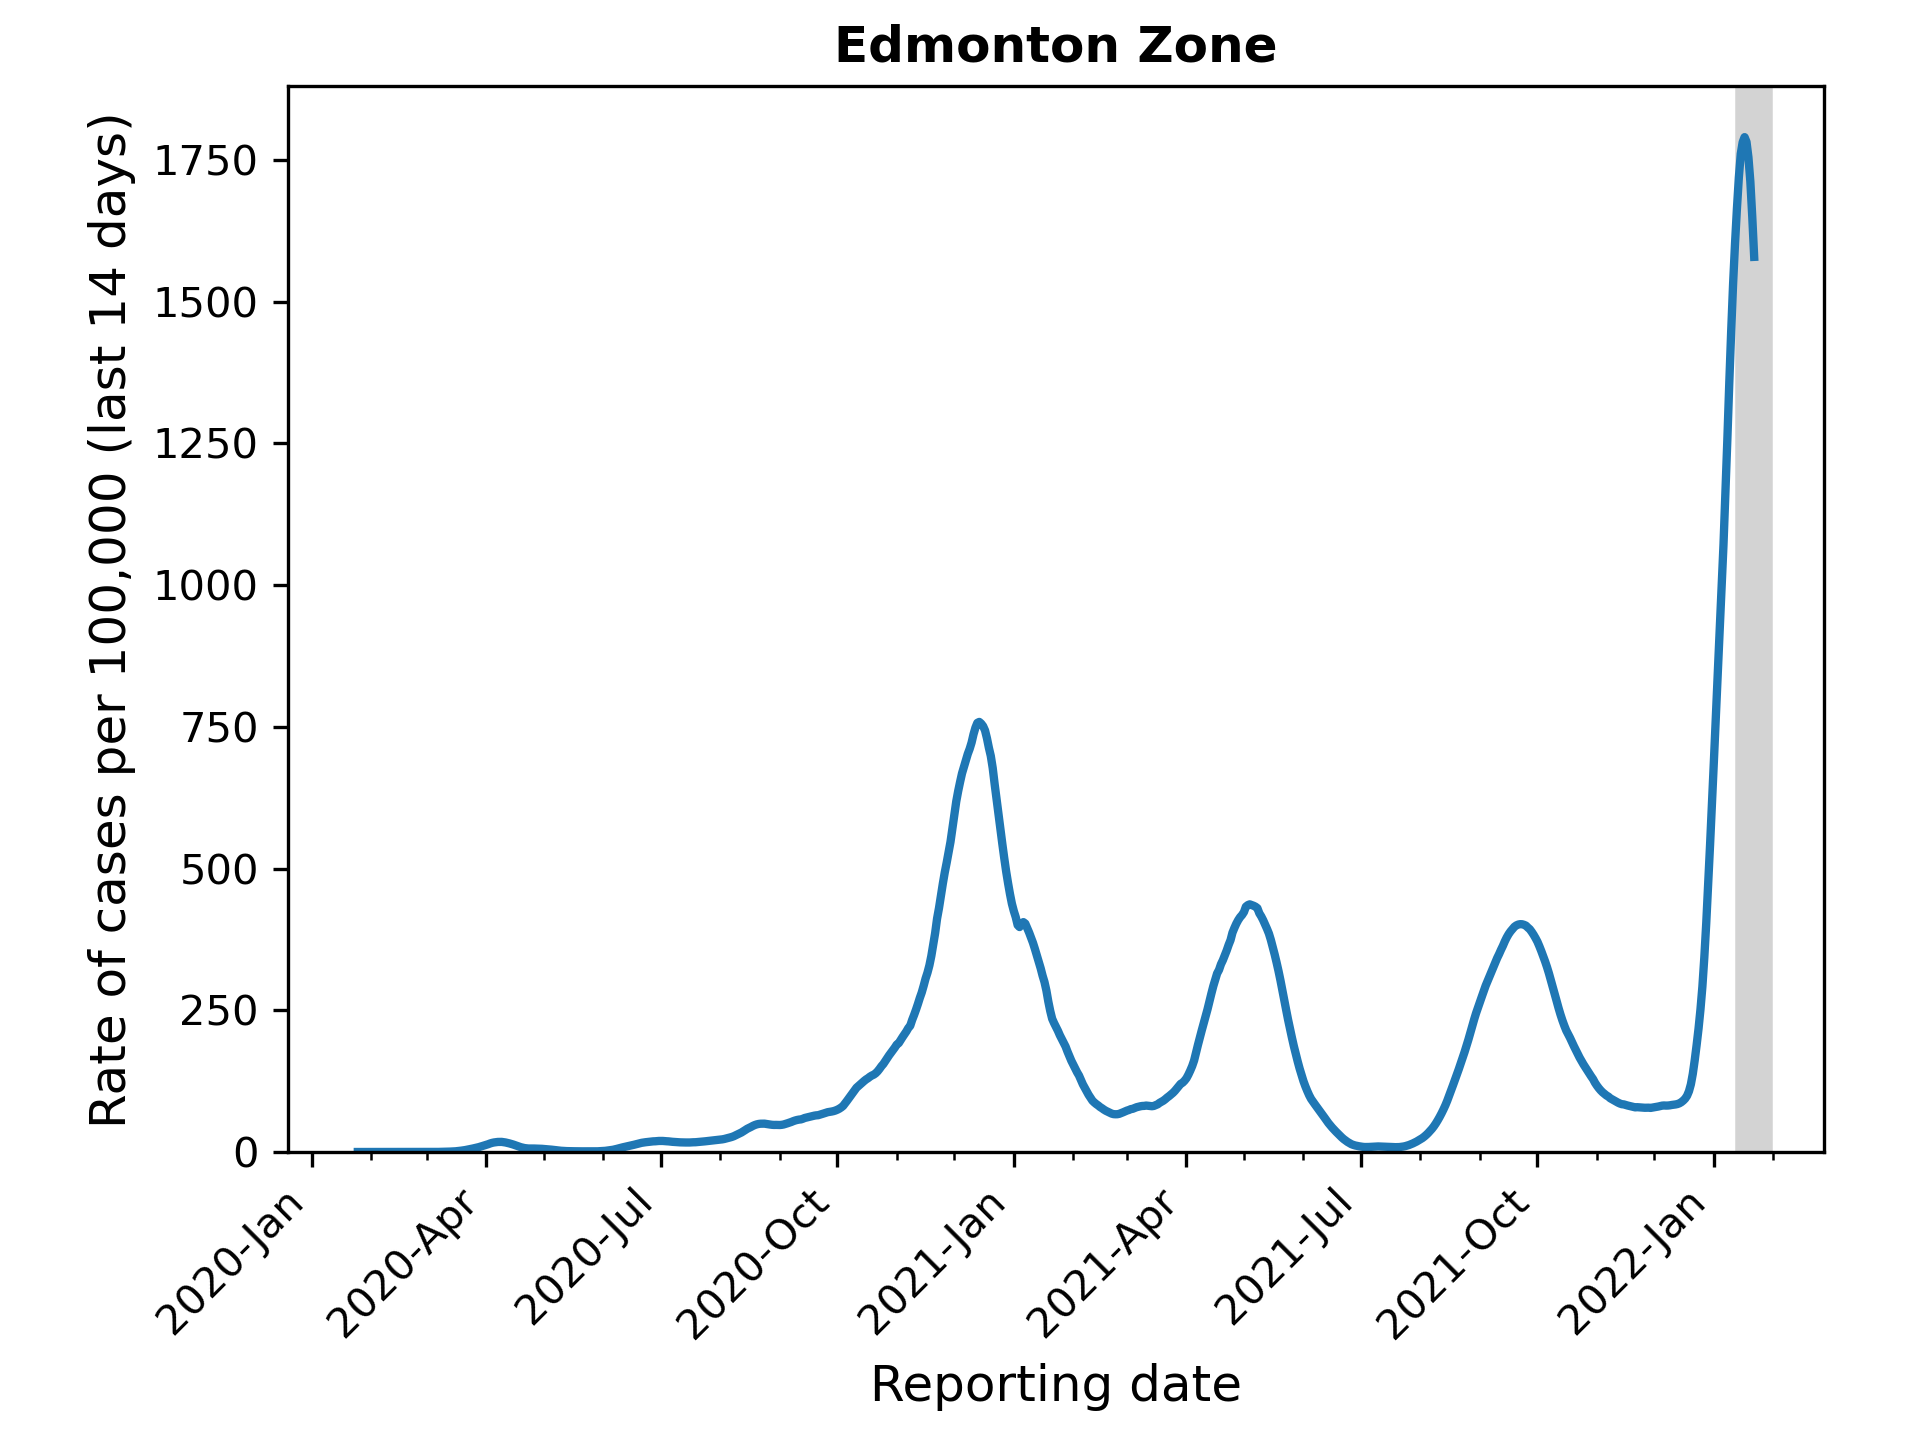 Edmonton Zone
Rate of cases per 100,000 (last 14 days)
1750
1500
1250
1000
750
500
250
0
2020-Jan
2020-Apr
2020-Jul
2020-Oct
2021-Jan
2021-Apr
2021-Jul
2021-Oct
2022-Jan
Reporting date